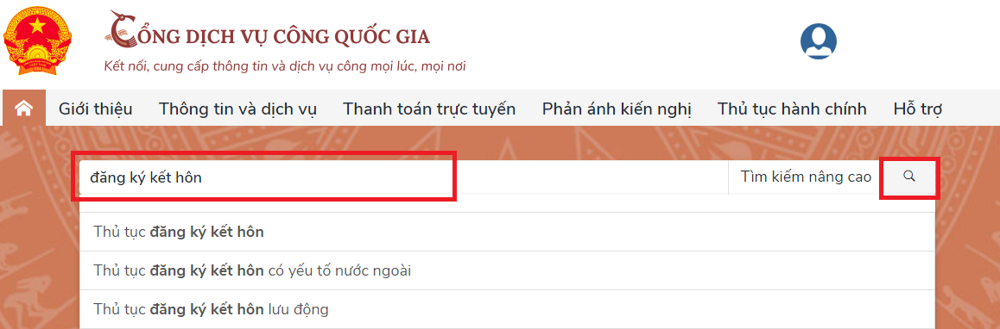 CỔNG DỊCH VỤ CÔNG QUỐC GIA
Kết nối, cung cấp thông tin và dịch vụ công mọi lúc, mọi nơi
Giới thiệu Thông tin và dịch vụ Thanh toán trực tuyến Phản ánh kiến nghị Thủ tục hành chính Hỗ trợ
đăng ký kết hôn Tìm kiếm nâng cao
Thủ tục đăng ký kết hôn
Thủ tục đăng ký kết hôn có yếu tố nước ngoài
Thủ tục đăng ký kết hôn lưu động